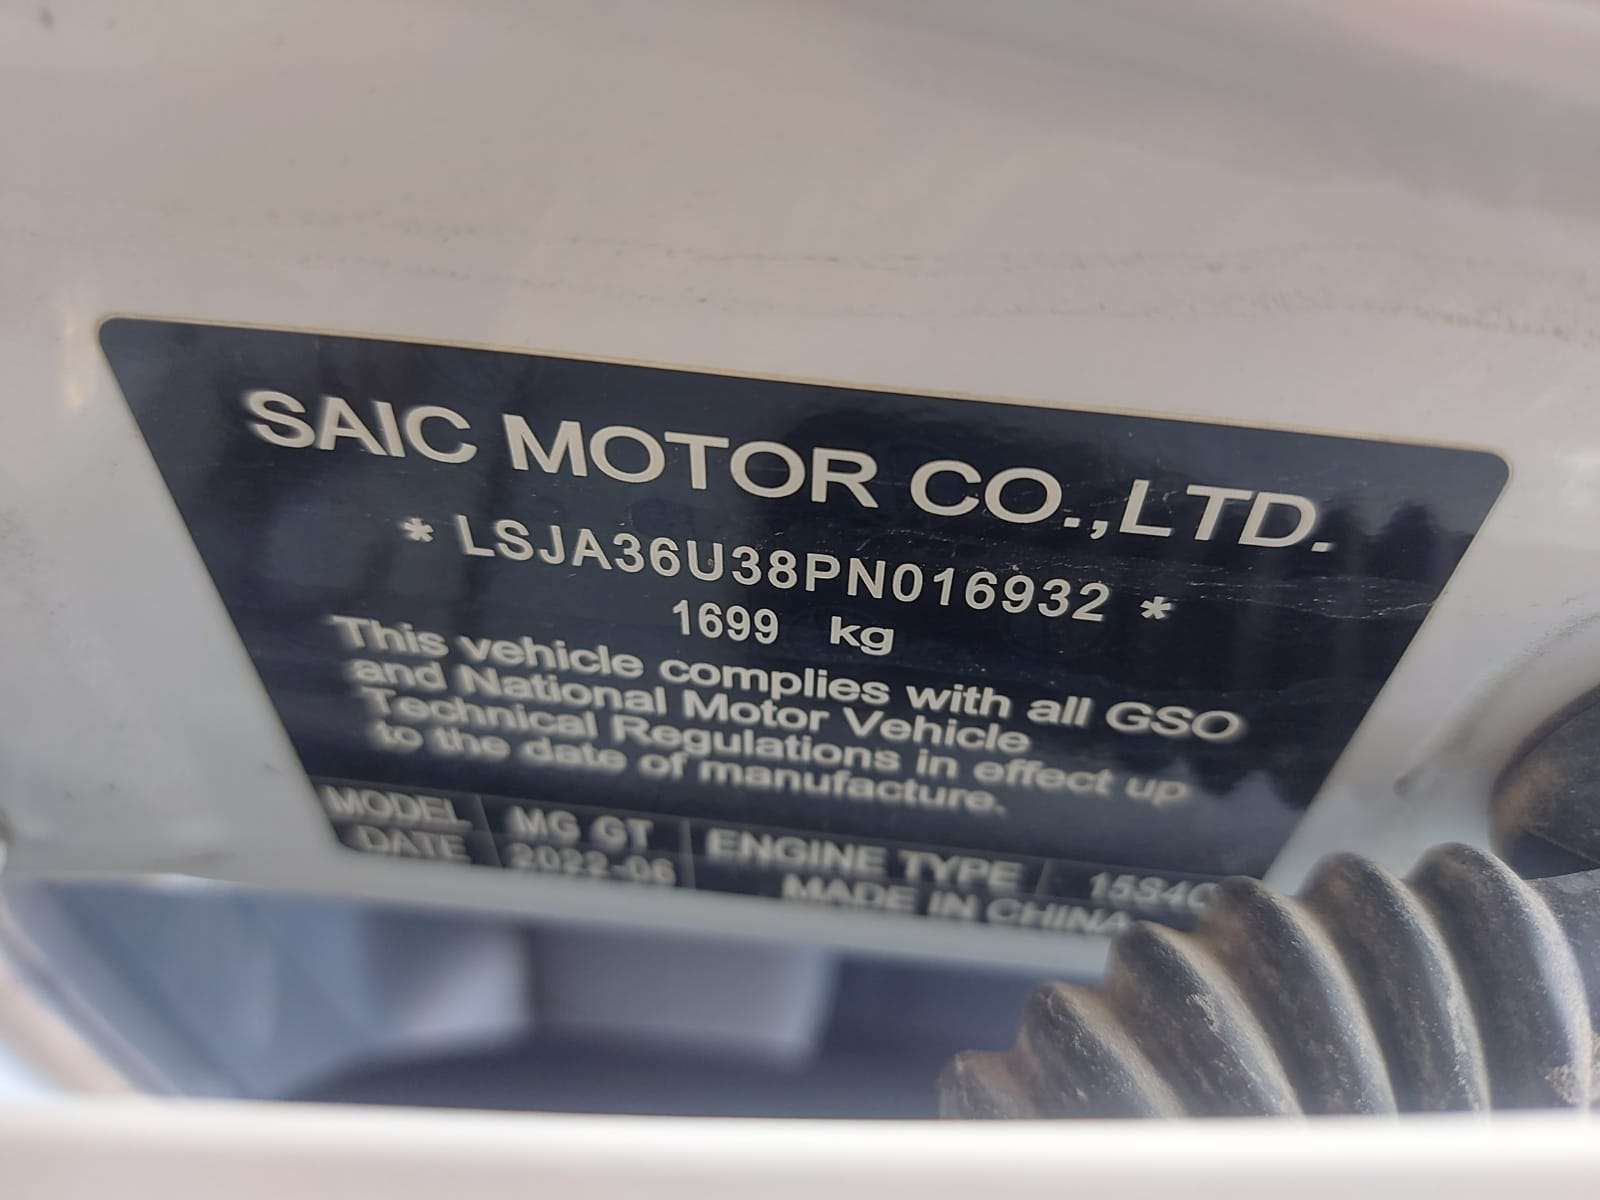 SAIC MOTOR CO.,LTD.
* LSJA36U38PN016932 *
1699 kg
This vehicle complies with all GSO
and National Motor Vehicle
Technical Regulations in effect up
to the date of manufacture.
MODEL MG GT ENGINE TYPE 15S4C
DATE 2022-06 MADE IN CHINA